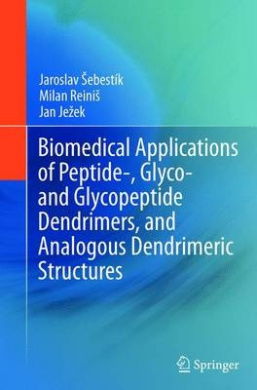 Jaroslav Šebestík
Milan Reiniš
Jan Ježek
Biomedical Applications
of Peptide-, Glyco-
and Glycopeptide
Dendrimers, and
Analogous Dendrimeric
Structures
Springer